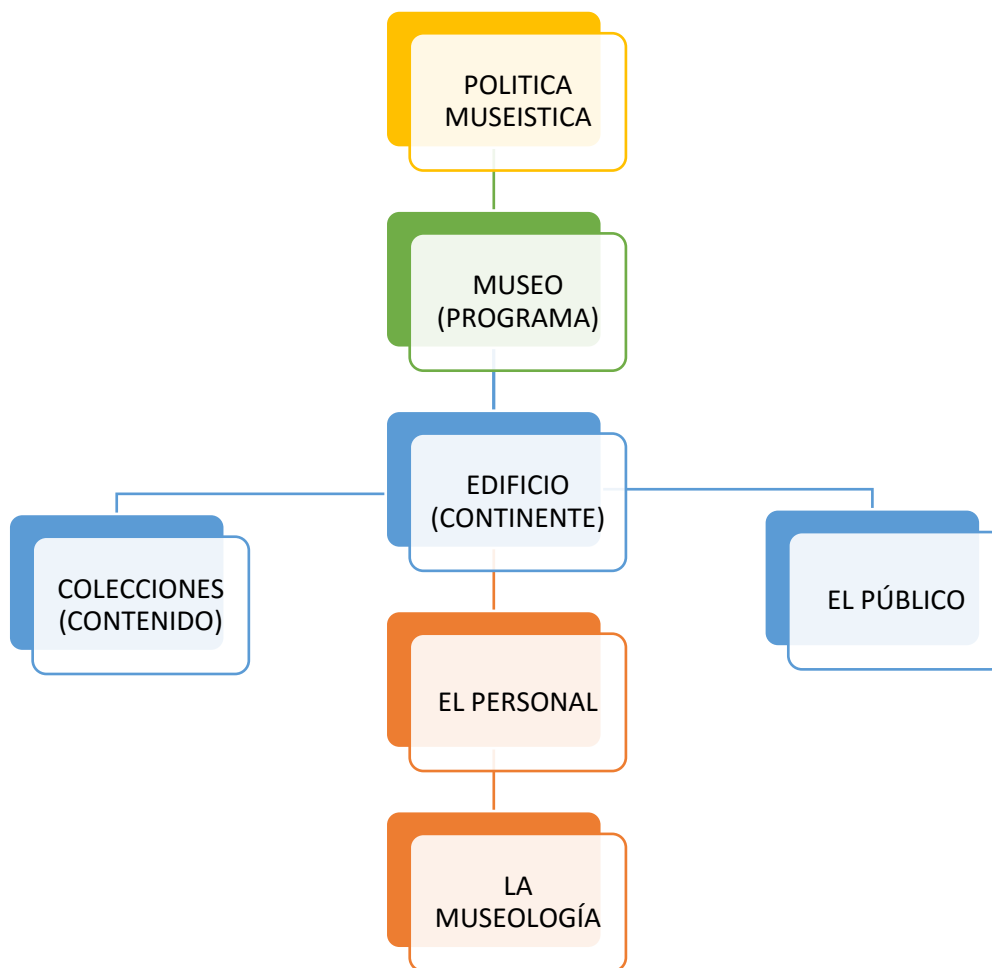 POLITICA
MUSEISTICA
MUSEO
(PROGRAMA)
EDIFICIO
(CONTINENTE)
COLECCIONES
(CONTENIDO)
EL PÚBLICO
EL PERSONAL
LA
MUSEOLOGÍA